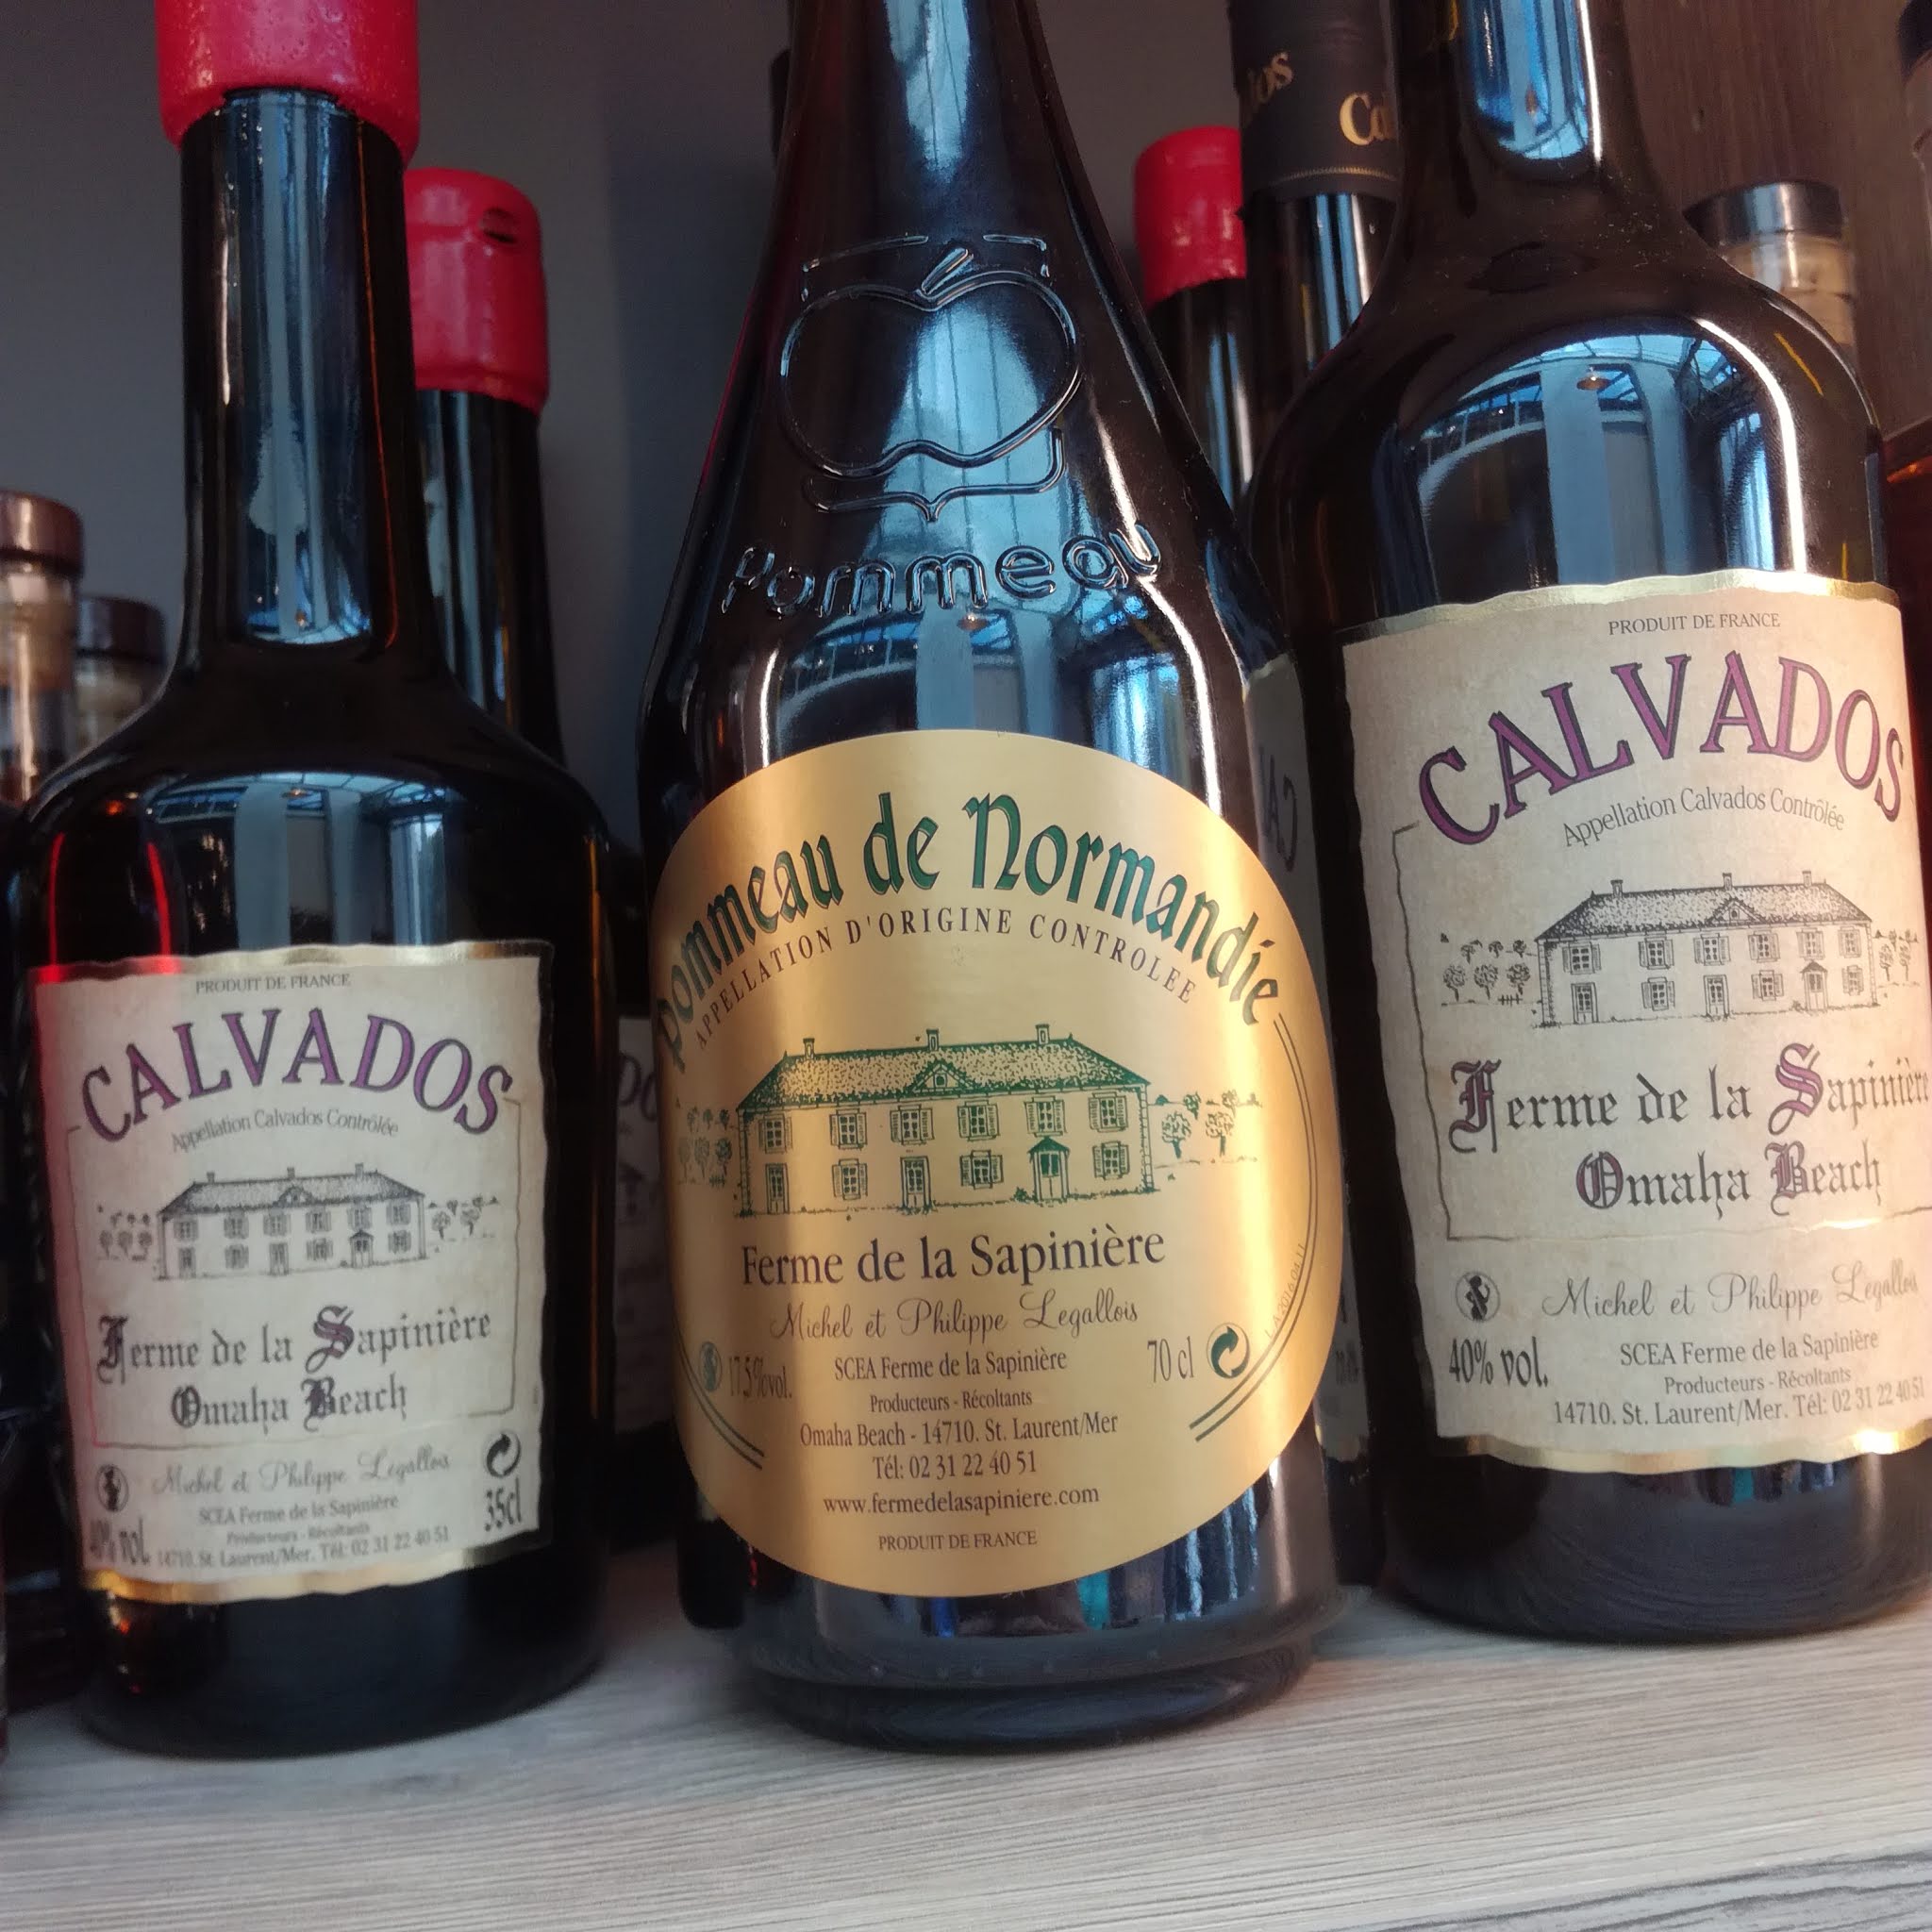 PRODUIT DE FRANCE
CALVADOS
Appellation Calvados Contrôlée
Ferme de la Sapinière
Omaha Beach
Michel et Philippe Legallois
35cl
SCEA Ferme de la Sapinière
Producteurs - Récoltants
40% vol.
14710. St. Laurent/Mer. Tél: 02 31 22 40 51
Pommeau
Pommeau de Normandie
APPELLATION D'ORIGINE CONTROLEE
Ferme de la Sapinière
Michel et Philippe Legallois
17.5%vol.
SCEA Ferme de la Sapinière
70 cl
Producteurs - Récoltants
Omaha Beach - 14710. St. Laurent/Mer
Tél: 02 31 22 40 51
www.fermedelasapiniere.com
PRODUIT DE FRANCE
PRODUIT DE FRANCE
CALVADOS
Appellation Calvados Contrôlée
Ferme de la Sapinière
Omaha Beach
Michel et Philippe Legallois
40% vol.
SCEA Ferme de la Sapinière
Producteurs - Récoltants
14710. St. Laurent/Mer. Tél: 02 31 22 40 51